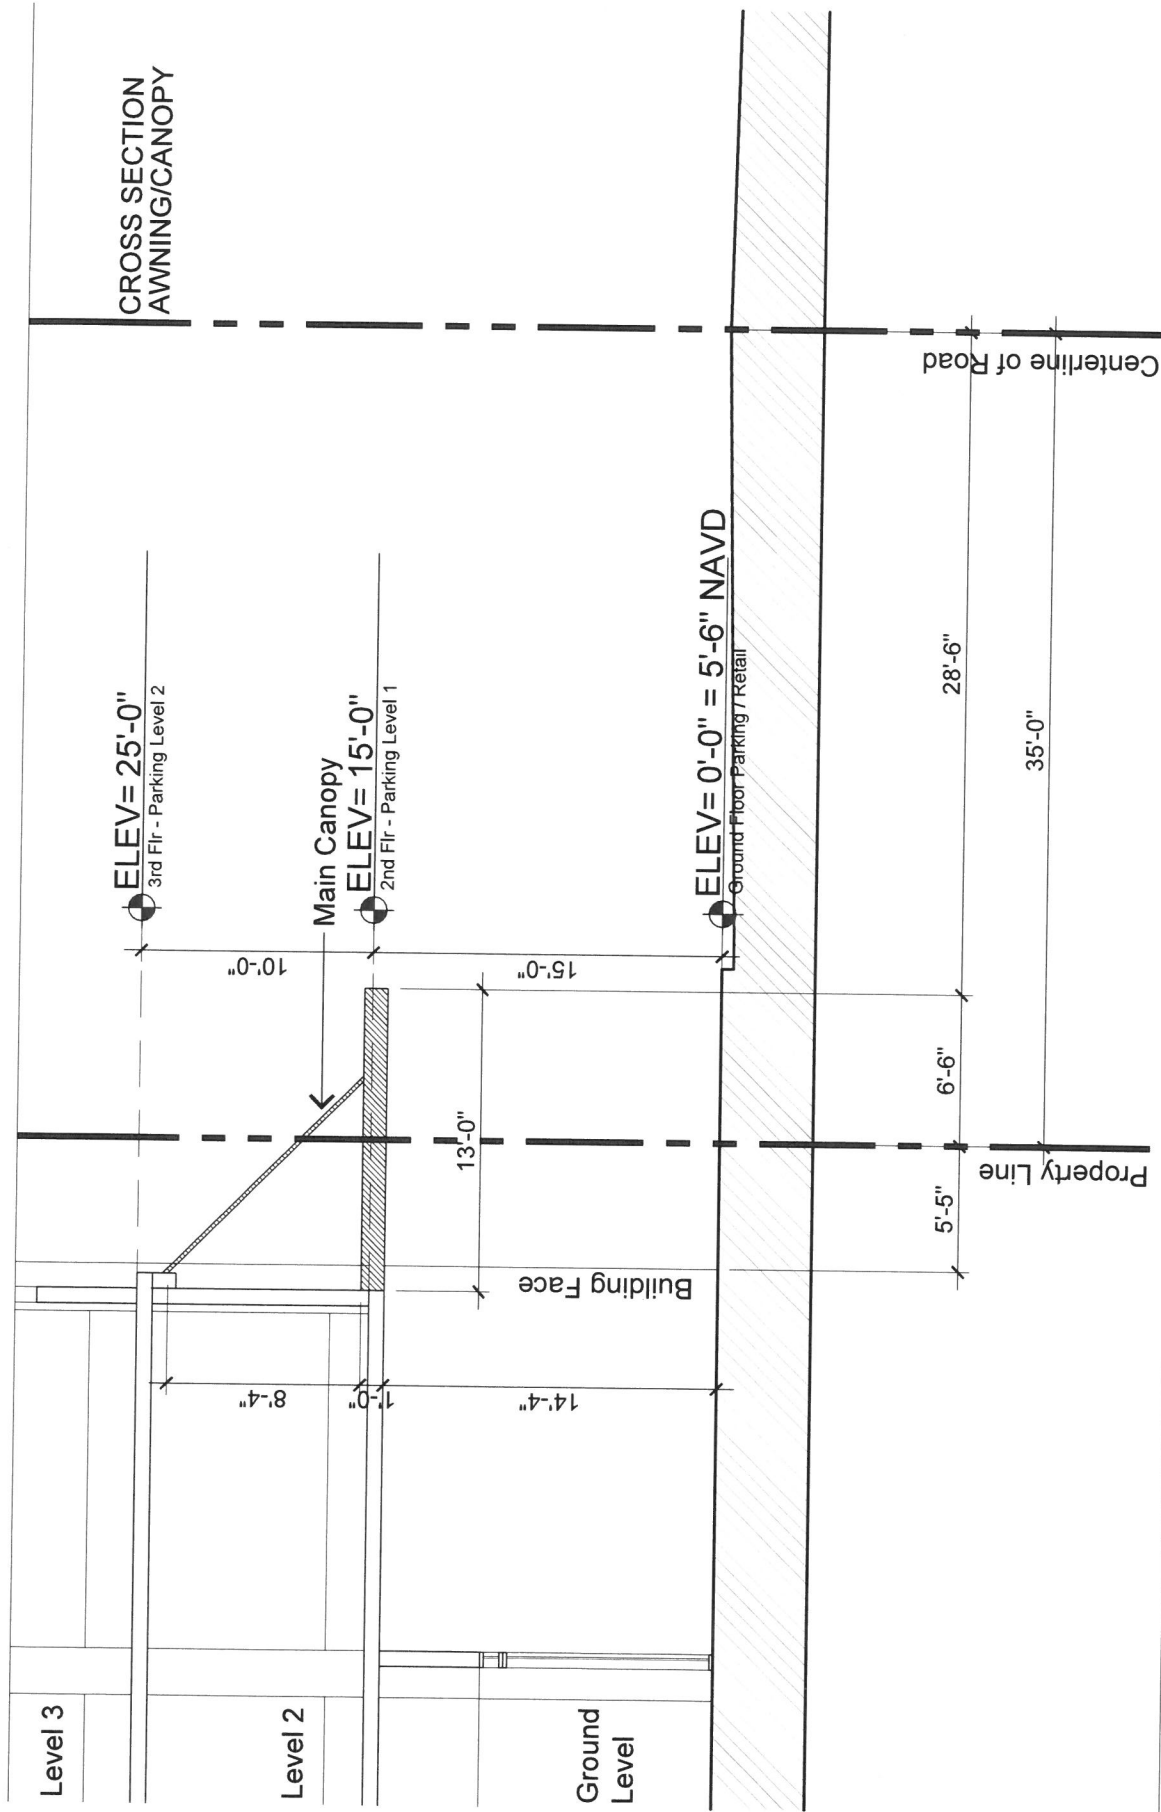 CROSS SECTION
AWNING/CANOPY
ELEV= 25'-0"
3rd Flr - Parking Level 2
Main Canopy
ELEV= 15'-0"
2nd Flr - Parking Level 1
ELEV= 0'-0" = 5'-6" NAVD
Ground Floor Parking / Retail
10'-0"
15'-0"
13'-0"
8'-4"
1'-0"
14'-4"
Level 3
Level 2
Ground
Level
Building Face
5'-5"
6'-6"
28'-6"
35'-0"
Property Line
Centerline of Road